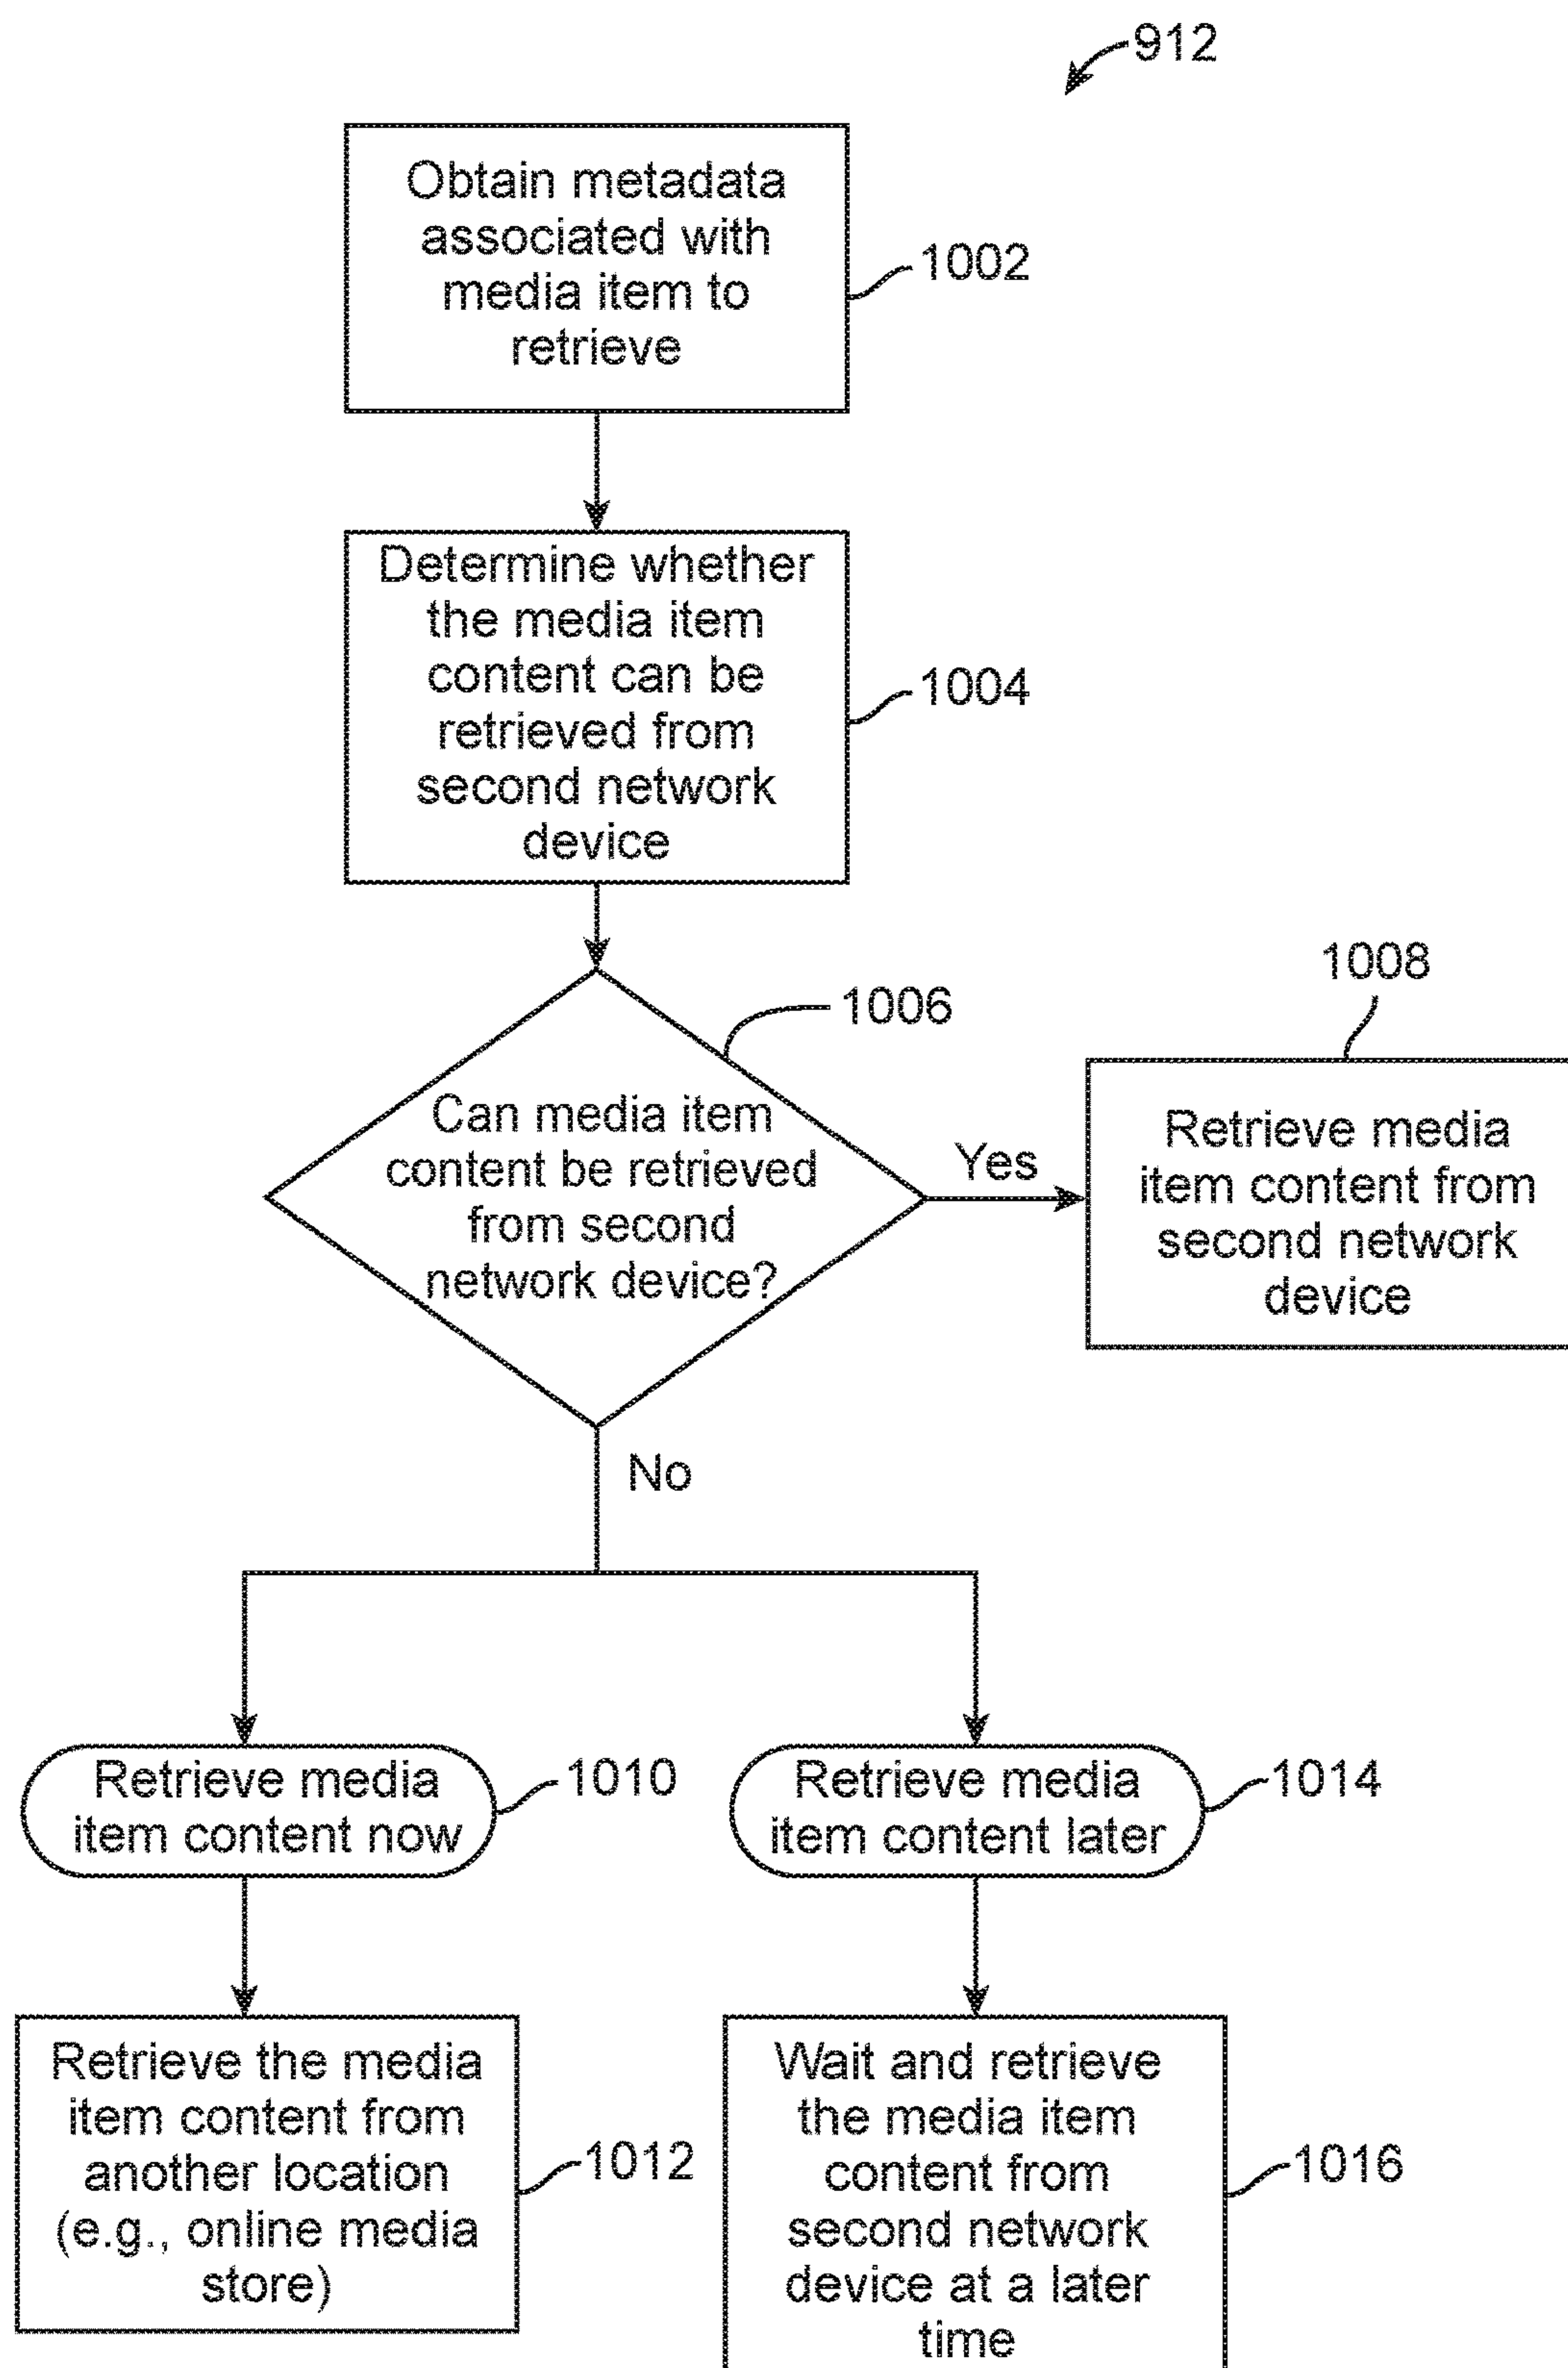 912
Obtain metadata
associated with
media item to
retrieve
1002
Determine whether
the media item
content can be
retrieved from
second network
device
1004
1006
Can media item
content be retrieved
from second
network device?
Yes
1008
Retrieve media
item content from
second network
device
No
Retrieve media
item content now
1010
Retrieve media
item content later
1014
Retrieve the media
item content from
another location
(e.g., online media
store)
1012
Wait and retrieve
the media item
content from
second network
device at a later
time
1016